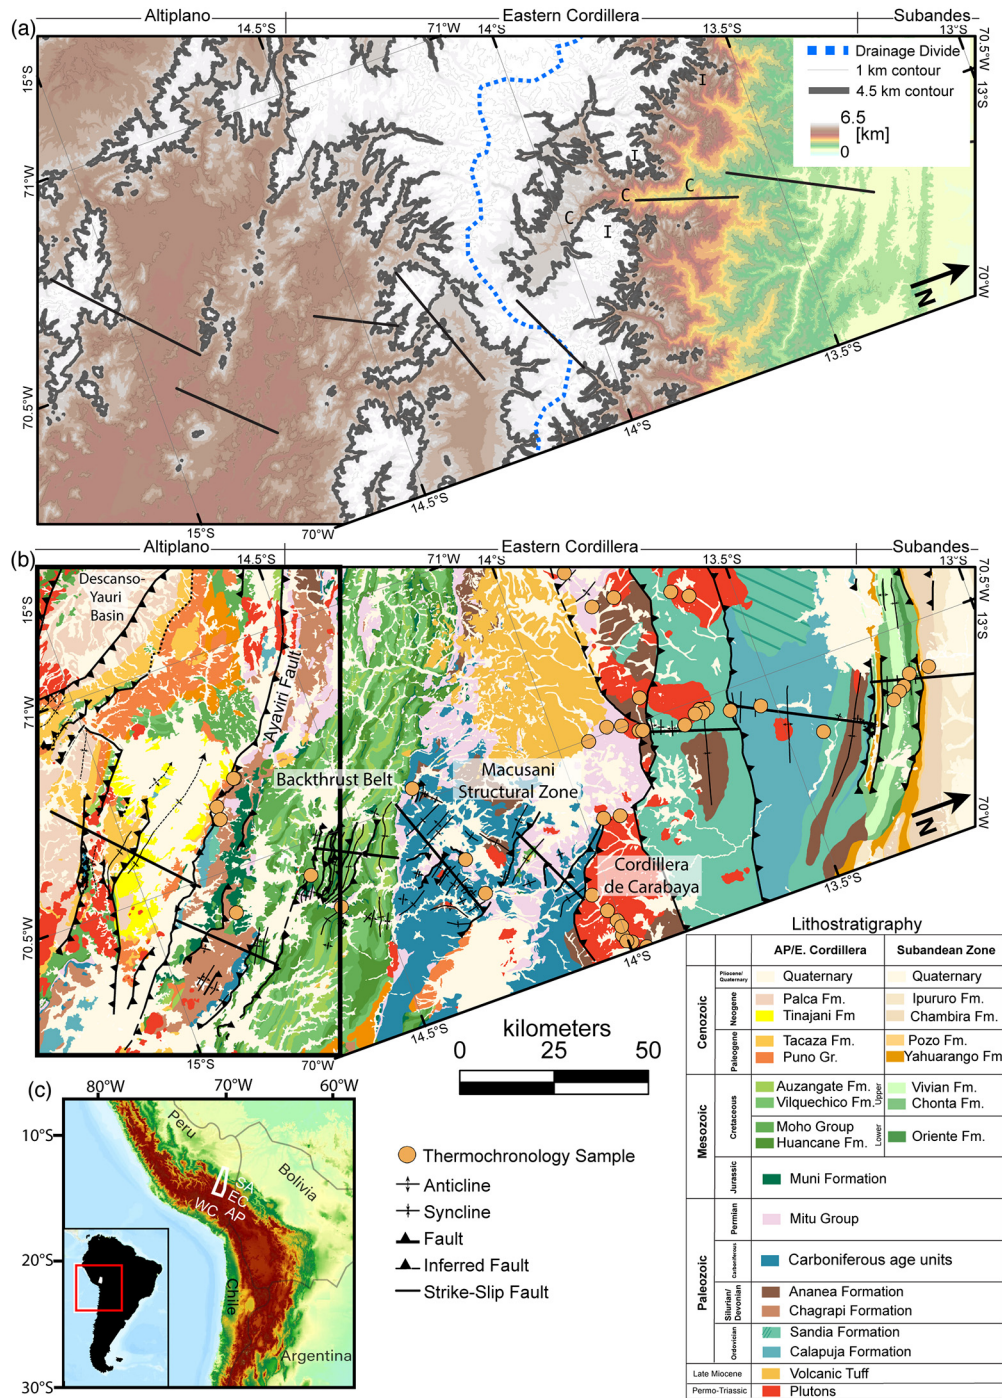 (a)
Altiplano
Eastern Cordillera
Subandes
14.5°S
71°W
14°S
13.5°S
13°S
70.5°W
15°S
13°S
71°W
70°W
70.5°W
13.5°S
14°S
14.5°S
15°S
70°W
Drainage Divide
1 km contour
4.5 km contour
6.5
[km]
0
I
I
C
C
C
I
N
(b)
Altiplano
Eastern Cordillera
Subandes
14.5°S
71°W
14°S
13.5°S
13°S
70.5°W
15°S
13°S
71°W
70°W
70.5°W
13.5°S
14°S
14.5°S
15°S
70°W
Descanso-
Yauri
Basin
Ayaviri Fault
Backthrust Belt
Macusani
Structural Zone
Cordillera
de Carabaya
N
kilometers
0 25 50
Thermochronology Sample
Anticline
Syncline
Fault
Inferred Fault
Strike-Slip Fault
(c)
80°W
70°W
60°W
10°S
20°S
30°S
Peru
Bolivia
Chile
Argentina
SA
EC
WC
AP
Lithostratigraphy
AP/E. Cordillera
Subandean Zone
Cenozoic
Pliocene/
Quaternary
Quaternary
Quaternary
Neogene
Palca Fm.
Ipururo Fm.
Tinajani Fm
Chambira Fm.
Paleogene
Tacaza Fm.
Pozo Fm.
Puno Gr.
Yahuarango Fm
Mesozoic
Cretaceous
Auzangate Fm.
Upper
Vivian Fm.
Vilquechico Fm.
Chonta Fm.
Moho Group
Lower
Oriente Fm.
Huancane Fm.
Jurassic
Muni Formation
Paleozoic
Permian
Mitu Group
Carboniferous
Carboniferous age units
Silurian/
Devonian
Ananea Formation
Chagrapi Formation
Ordovician
Sandia Formation
Calapuja Formation
Late Miocene
Volcanic Tuff
Permo-Triassic
Plutons